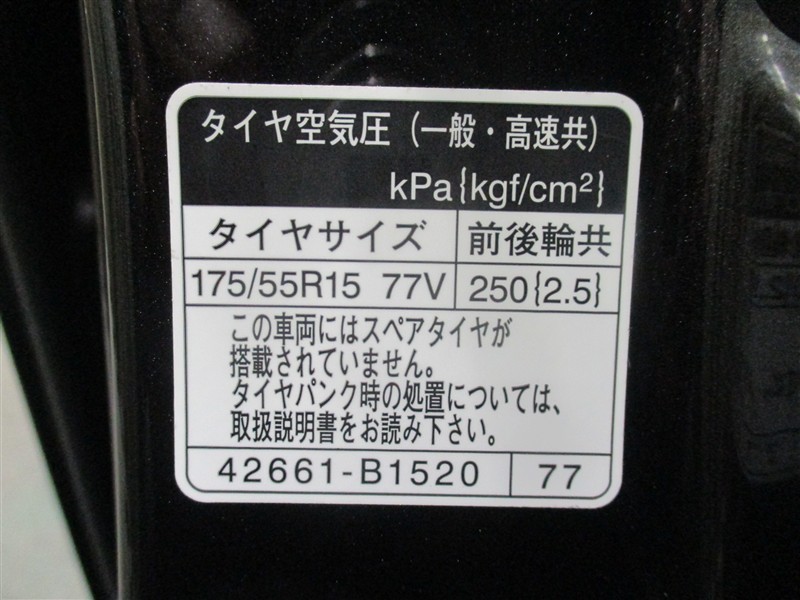 タイヤ空気圧（一般・高速共）
kPa{kgf/cm²}
タイヤサイズ 前後輪共
175/55R15 77V 250{2.5}
この車両にはスペアタイヤが
搭載されていません。
タイヤパンク時の処置については、
取扱説明書をお読み下さい。
42661-B1520 77